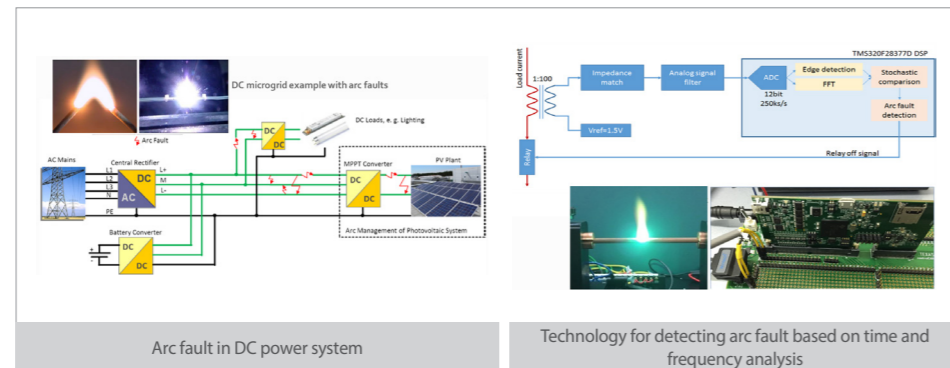 DC microgrid example with arc faults
Arc Fault
DC Loads, e.g. Lighting
AC Mains
Central Rectifier
L1
L2
L3
N
PE
DC
AC
L+
M
L-
DC
DC
MPPT Converter
DC
DC
PV Plant
Arc Management of Photovoltaic System
Battery Converter
+
-
DC
DC
Arc fault in DC power system
Load current
1:100
Impedance
match
Analog signal
filter
Vref=1.5V
TMS320F28377D DSP
ADC
12bit
250ks/s
Edge detection
FFT
Stochastic
comparison
Arc fault
detection
Relay
Relay off signal
Technology for detecting arc fault based on time and
frequency analysis